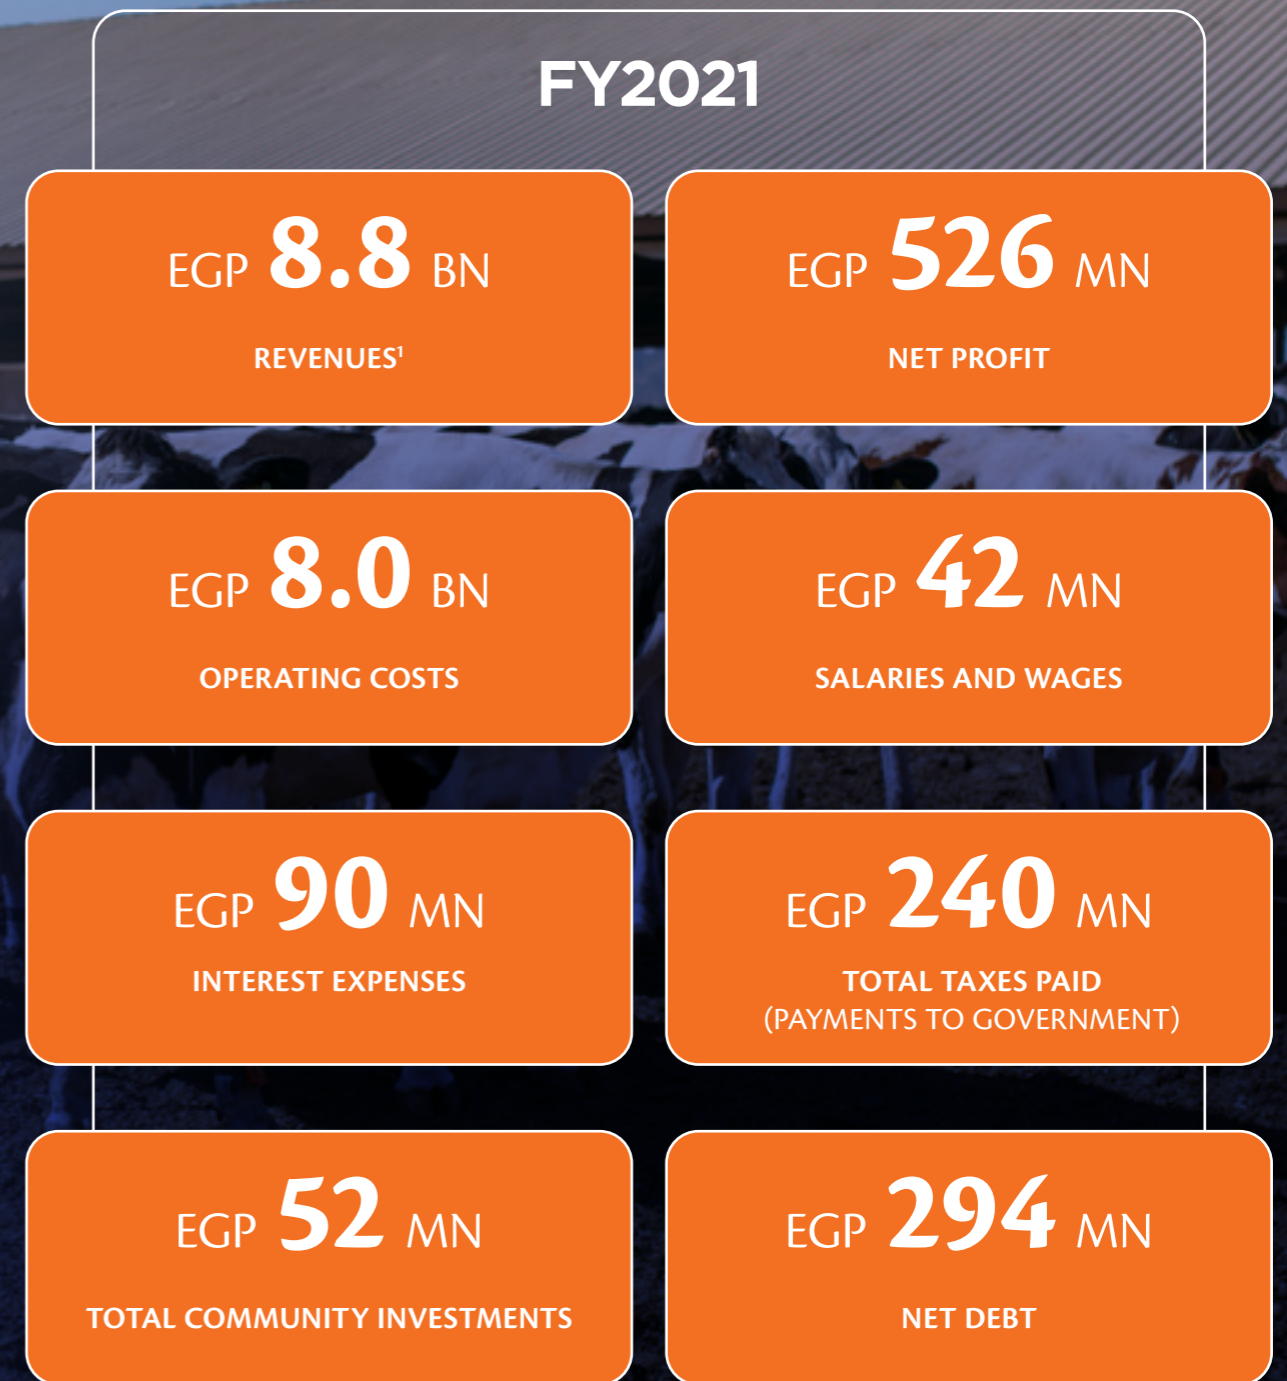 FY2021
EGP 8.8 BN
REVENUES¹
EGP 526 MN
NET PROFIT
EGP 8.0 BN
OPERATING COSTS
EGP 42 MN
SALARIES AND WAGES
EGP 90 MN
INTEREST EXPENSES
EGP 240 MN
TOTAL TAXES PAID
(PAYMENTS TO GOVERNMENT)
EGP 52 MN
TOTAL COMMUNITY INVESTMENTS
EGP 294 MN
NET DEBT